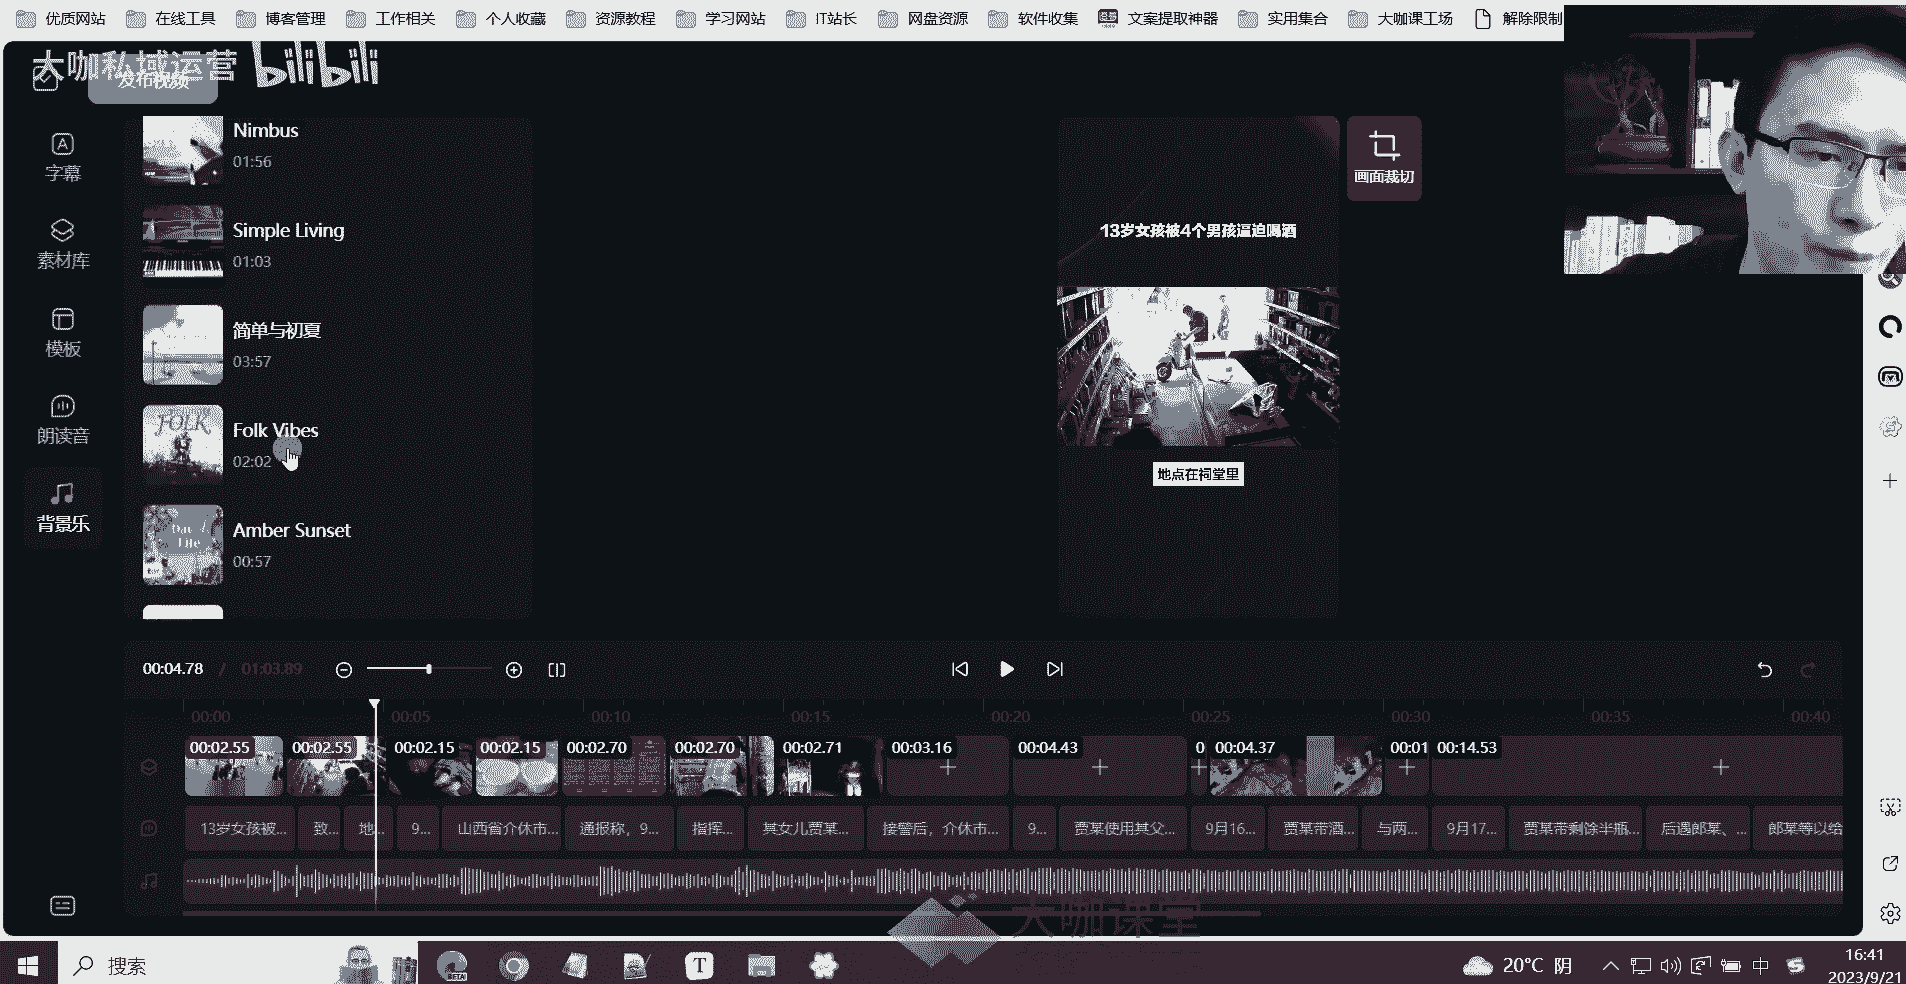 优质网站 在线工具 博客管理 工作相关 个人收藏 资源教程 学习网站 IT站长 网盘资源 软件收集 文案提取神器 实用集合 大咖课工场 解除限制
大咖私域运营 bilibili
发布视频
字幕
素材库
模板
朗读音
背景乐
Nimbus
01:56
Simple Living
01:03
简单与初夏
03:57
FOLK
Folk Vibes
02:02
Amber Sunset
00:57
画面裁切
13岁女孩被4个男孩逼迫喝酒
地点在祠堂里
00:04.78 / 01:03.89
00:00 00:05 00:10 00:15 00:20 00:25 00:30 00:35 00:40
00:02.55 00:02.55 00:02.15 00:02.15 00:02.70 00:02.70 00:02.71 00:03.16 00:04.43 0 00:04.37 00:01 00:14.53
13岁女孩被... 致... 地... 9... 山西省介休市... 通报称，9... 指挥... 某女儿贾某... 接警后，介休市... 9... 贾某使用其父... 9月16... 贾某带酒... 与两... 9月17... 贾某带剩馀半瓶... 后遇郎某、... 郎某等以给
大咖课堂
搜索
BETA
T
20°C 阴
中
16:41
2023/9/21